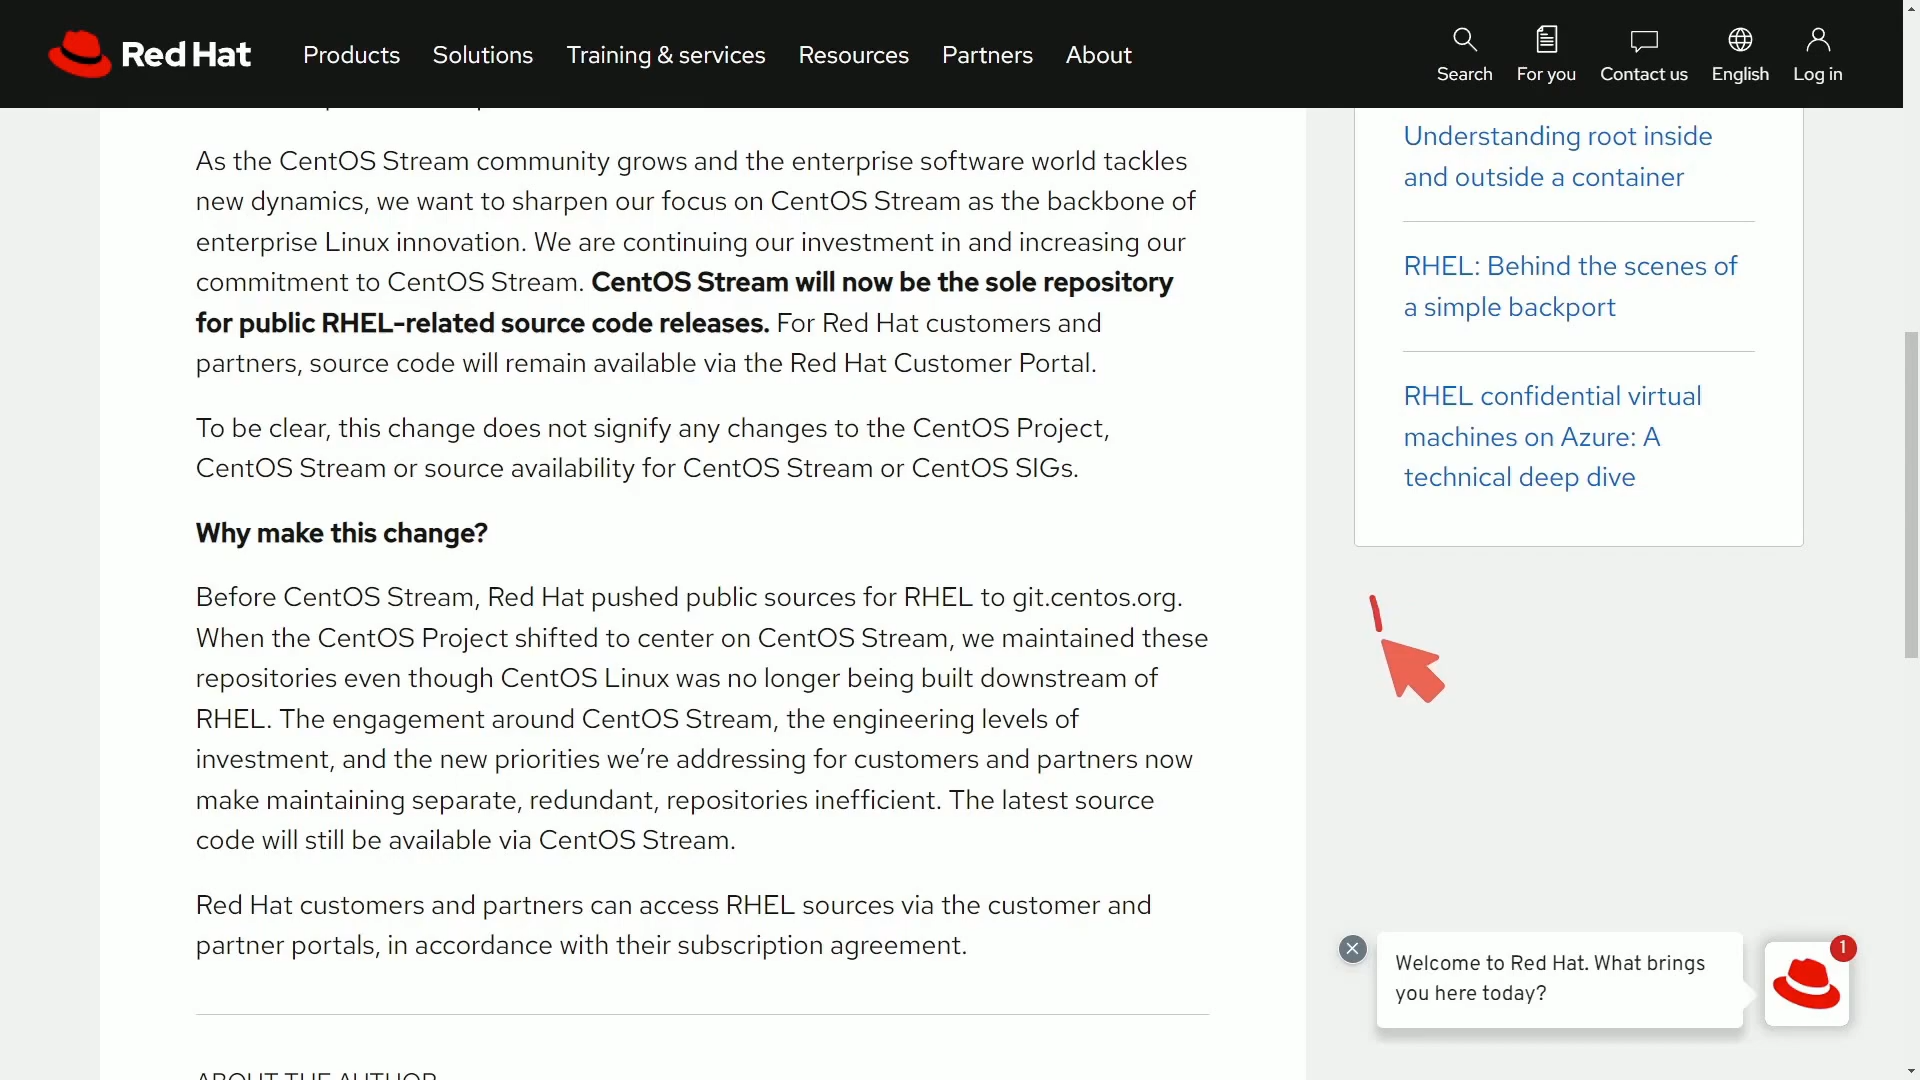 Red Hat
Products Solutions Training & services Resources Partners About
Search For you Contact us English Log in
As the CentOS Stream community grows and the enterprise software world tackles
new dynamics, we want to sharpen our focus on CentOS Stream as the backbone of
enterprise Linux innovation. We are continuing our investment in and increasing our
commitment to CentOS Stream. CentOS Stream will now be the sole repository
for public RHEL-related source code releases. For Red Hat customers and
partners, source code will remain available via the Red Hat Customer Portal.
To be clear, this change does not signify any changes to the CentOS Project,
CentOS Stream or source availability for CentOS Stream or CentOS SIGs.
Why make this change?
Before CentOS Stream, Red Hat pushed public sources for RHEL to git.centos.org.
When the CentOS Project shifted to center on CentOS Stream, we maintained these
repositories even though CentOS Linux was no longer being built downstream of
RHEL. The engagement around CentOS Stream, the engineering levels of
investment, and the new priorities we’re addressing for customers and partners now
make maintaining separate, redundant, repositories inefficient. The latest source
code will still be available via CentOS Stream.
Red Hat customers and partners can access RHEL sources via the customer and
partner portals, in accordance with their subscription agreement.
ABOUT THE AUTHOR
Understanding root inside
and outside a container
RHEL: Behind the scenes of
a simple backport
RHEL confidential virtual
machines on Azure: A
technical deep dive
Welcome to Red Hat. What brings
you here today?
1